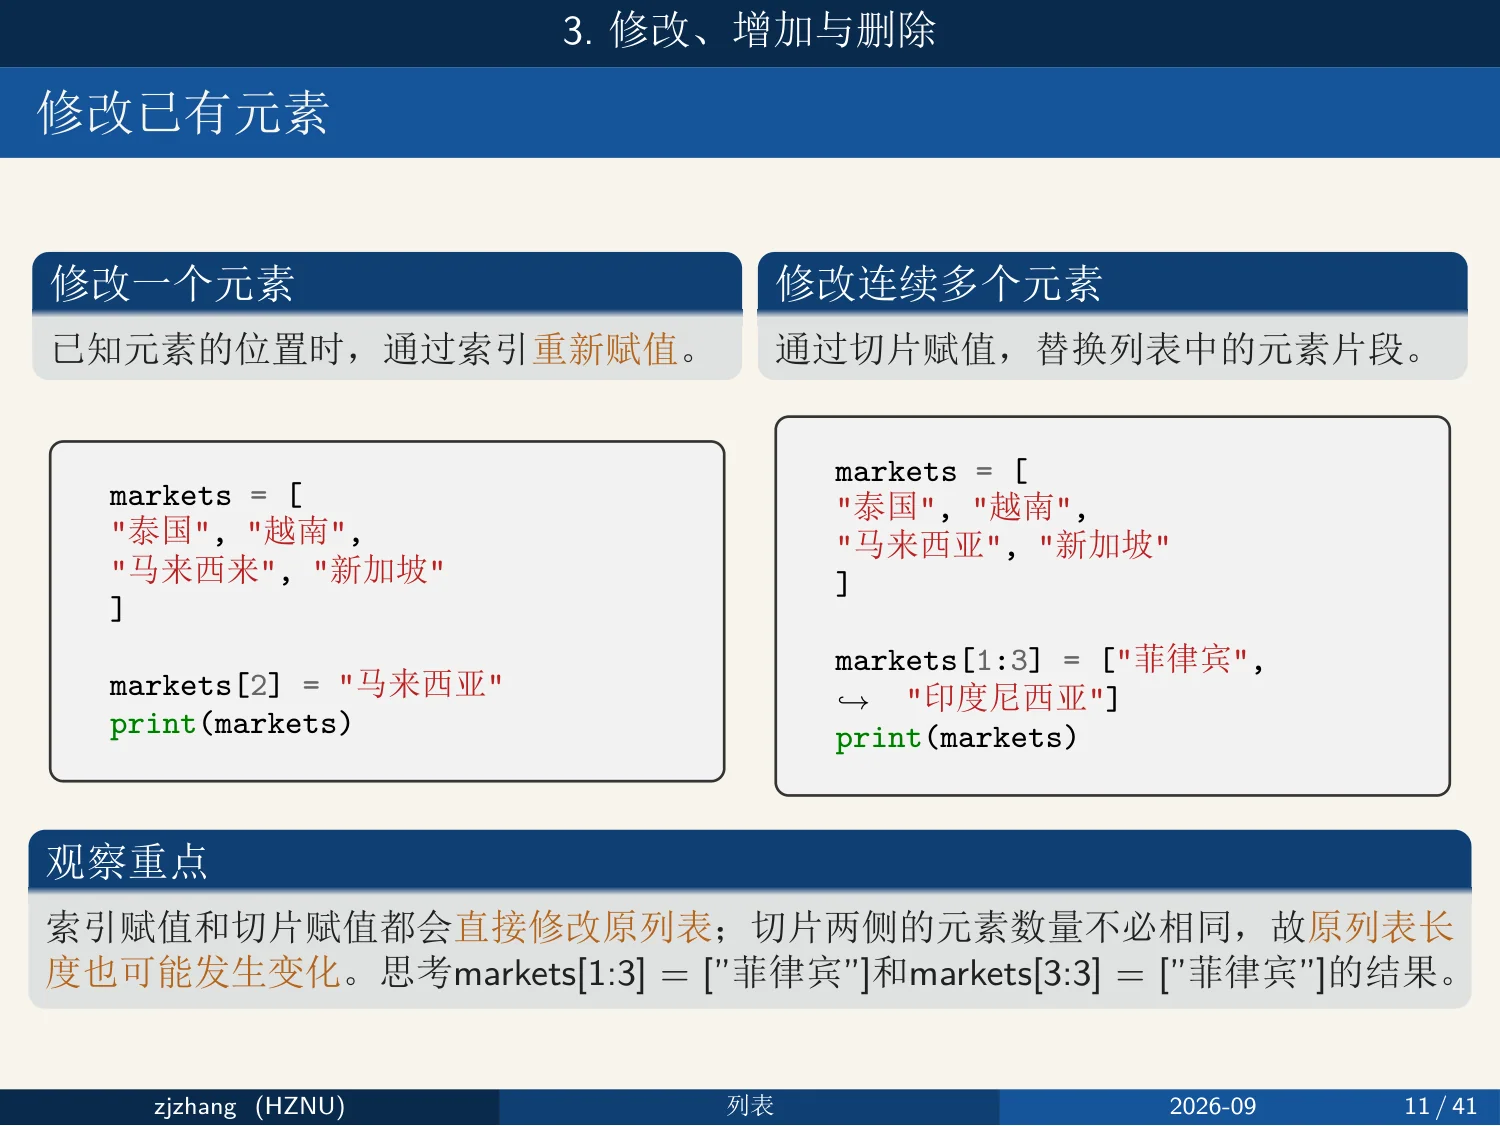 3. 修改、增加与删除
修改已有元素
修改一个元素
已知元素的位置时，通过索引重新赋值。
markets = [
"泰国", "越南",
"马来西来", "新加坡"
]
markets[2] = "马来西亚"
print(markets)
修改连续多个元素
通过切片赋值，替换列表中的元素片段。
markets = [
"泰国", "越南",
"马来西亚", "新加坡"
]
markets[1:3] = ["菲律宾",
↪ "印度尼西亚"]
print(markets)
观察重点
索引赋值和切片赋值都会直接修改原列表；切片两侧的元素数量不必相同，故原列表长
度也可能发生变化。思考markets[1:3] = ["菲律宾"]和markets[3:3] = ["菲律宾"]的结果。
zjzhang (HZNU)
列表
2026-09
11 / 41